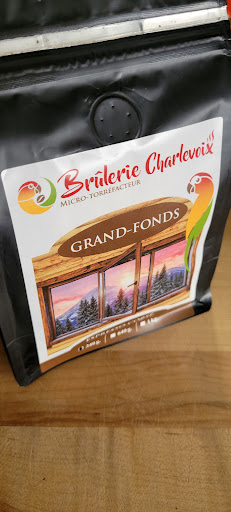 Brûlerie Charlevoix
MICRO-TORRÉFACTEUR
GRAND-FONDS